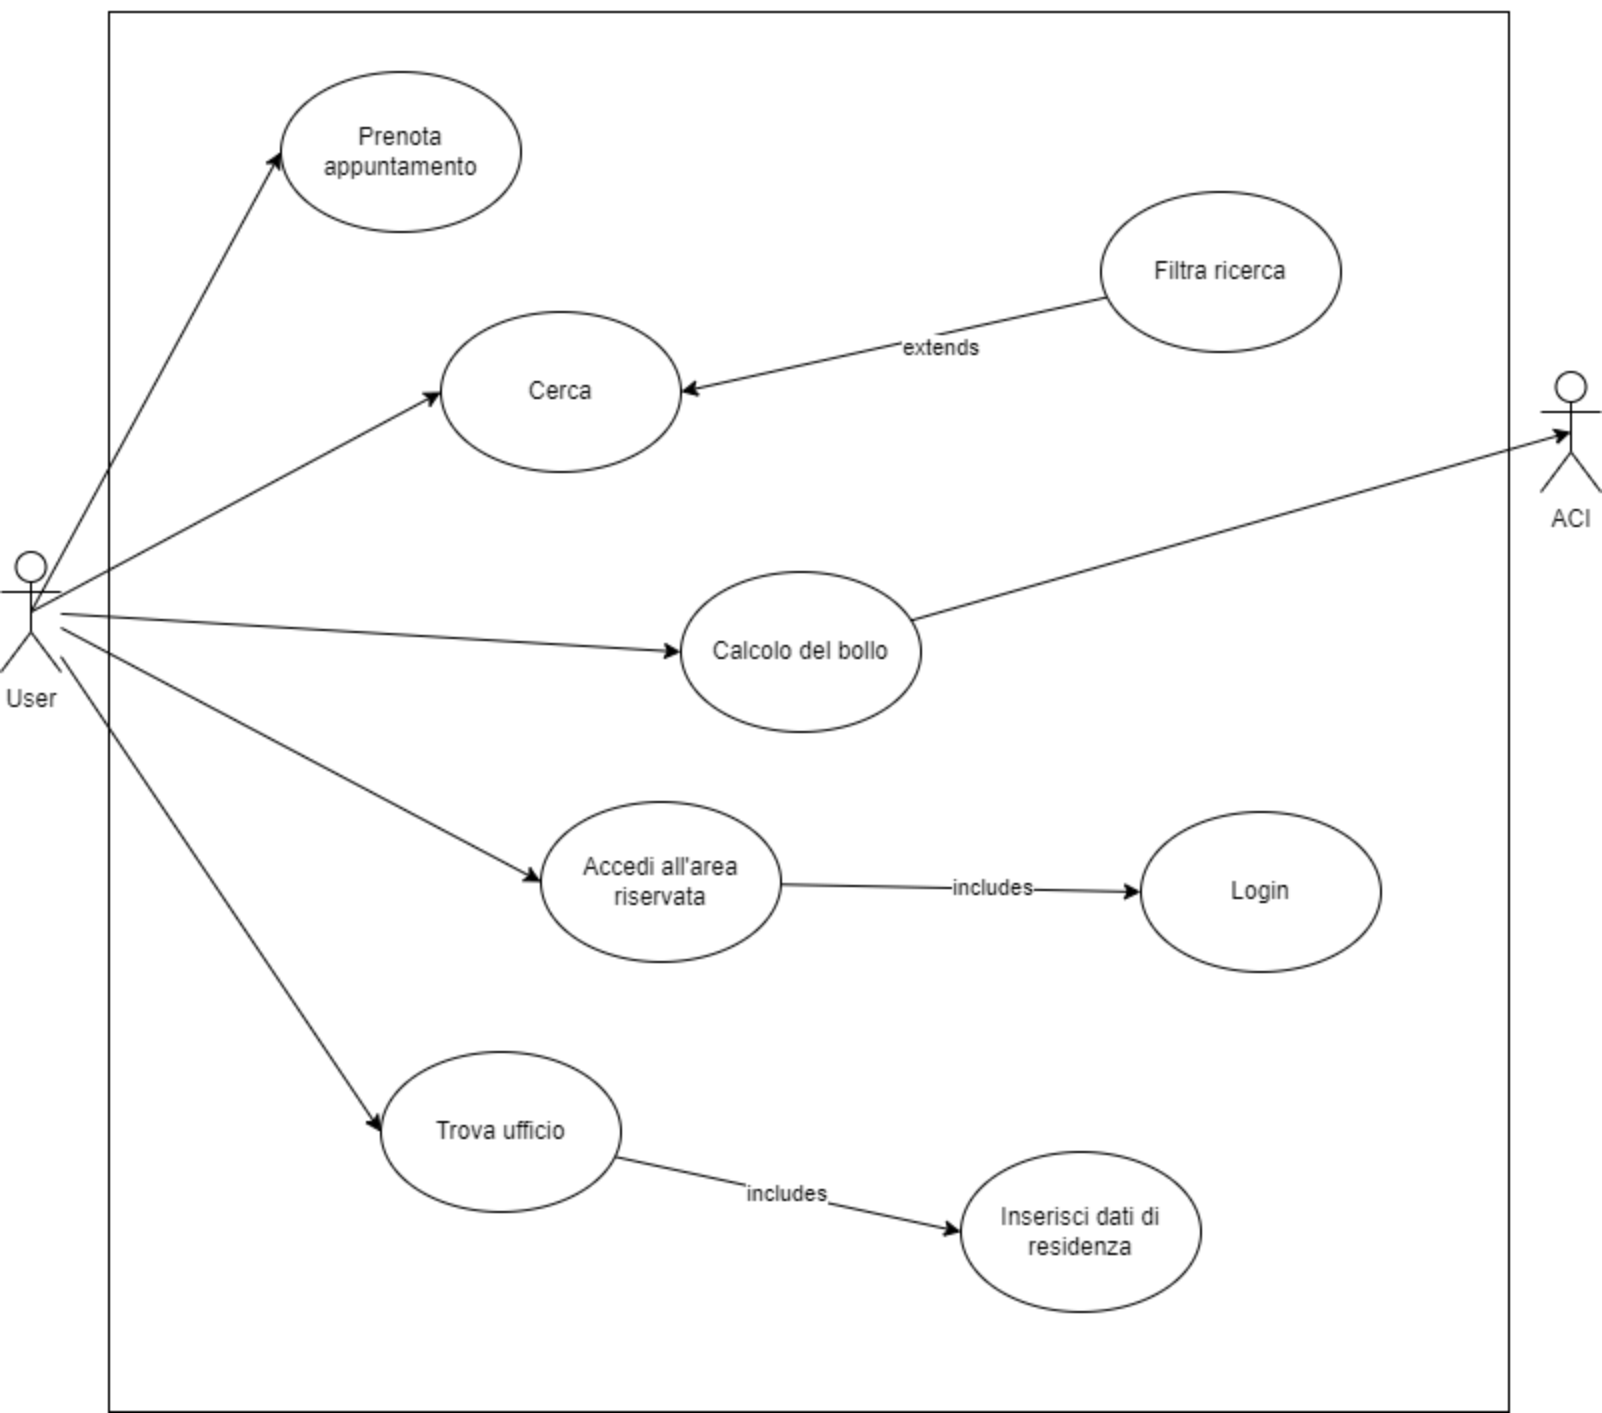 Prenota
appuntamento
Filtra ricerca
extends
Cerca
ACI
Calcolo del bollo
User
Accedi all'area
riservata
includes
Login
Trova ufficio
includes
Inserisci dati di
residenza